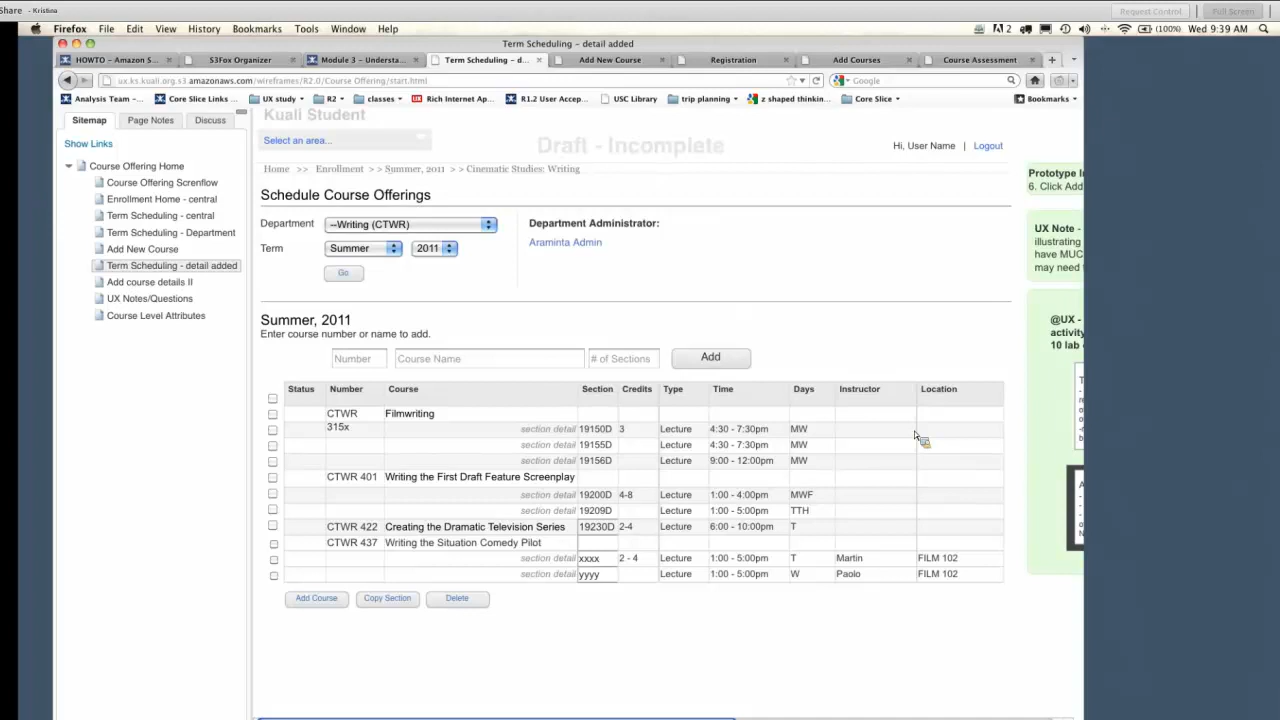 Share - Kristina
Request Control
Full Screen
Firefox File Edit View History Bookmarks Tools Window Help
2 (100%) Wed 9:39 AM
Term Scheduling - detail added
HOWTO – Amazon S... S3Fox Organizer Module 3 – Understa... Term Scheduling - d... Add New Course Registration Add Courses Course Assessment
ux.ks.kuali.org.s3.amazonaws.com/wireframes/R2.0/Course Offering/start.html
Google
Analysis Team -... Core Slice Links ... UX study R2 classes Rich Internet Ap... R1.2 User Accep... USC Library trip planning z shaped thinkin... Core Slice Bookmarks
Sitemap Page Notes Discuss
Show Links
Course Offering Home
Course Offering Screnflow
Enrollment Home - central
Term Scheduling - central
Term Scheduling - Department
Add New Course
Term Scheduling - detail added
Add course details II
UX Notes/Questions
Course Level Attributes
Kuali Student
Select an area...
Draft - Incomplete
Hi, User Name | Logout
Home >> Enrollment >> Summer, 2011 >> Cinematic Studies: Writing
Schedule Course Offerings
Department --Writing (CTWR)
Term Summer 2011
Go
Department Administrator:
Araminta Admin
Summer, 2011
Enter course number or name to add.
Number Course Name # of Sections Add
Status Number Course Section Credits Type Time Days Instructor Location
CTWR 315x Filmwriting
section detail 19150D 3 Lecture 4:30 - 7:30pm MW
section detail 19155D Lecture 4:30 - 7:30pm MW
section detail 19156D Lecture 9:00 - 12:00pm MW
CTWR 401 Writing the First Draft Feature Screenplay
section detail 19200D 4-8 Lecture 1:00 - 4:00pm MWF
section detail 19209D Lecture 1:00 - 5:00pm TTH
CTWR 422 Creating the Dramatic Television Series 19230D 2-4 Lecture 6:00 - 10:00pm T
CTWR 437 Writing the Situation Comedy Pilot
section detail xxxx 2 - 4 Lecture 1:00 - 5:00pm T Martin FILM 102
section detail yyyy Lecture 1:00 - 5:00pm W Paolo FILM 102
Add Course Copy Section Delete
Prototype
6. Click Add
UX Note -
illustrating
have MUC
may need
@UX -
activity
10 lab